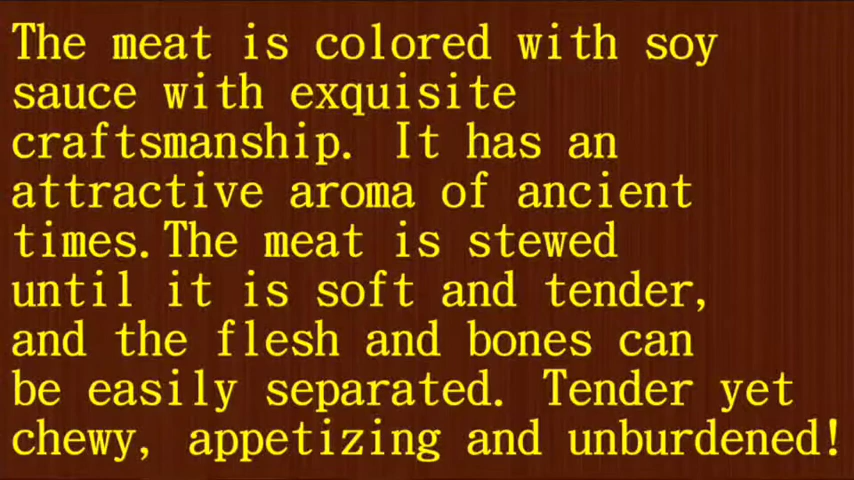 The meat is colored with soy
sauce with exquisite
craftsmanship. It has an
attractive aroma of ancient
times.The meat is stewed
until it is soft and tender,
and the flesh and bones can
be easily separated. Tender yet
chewy, appetizing and unburdened!